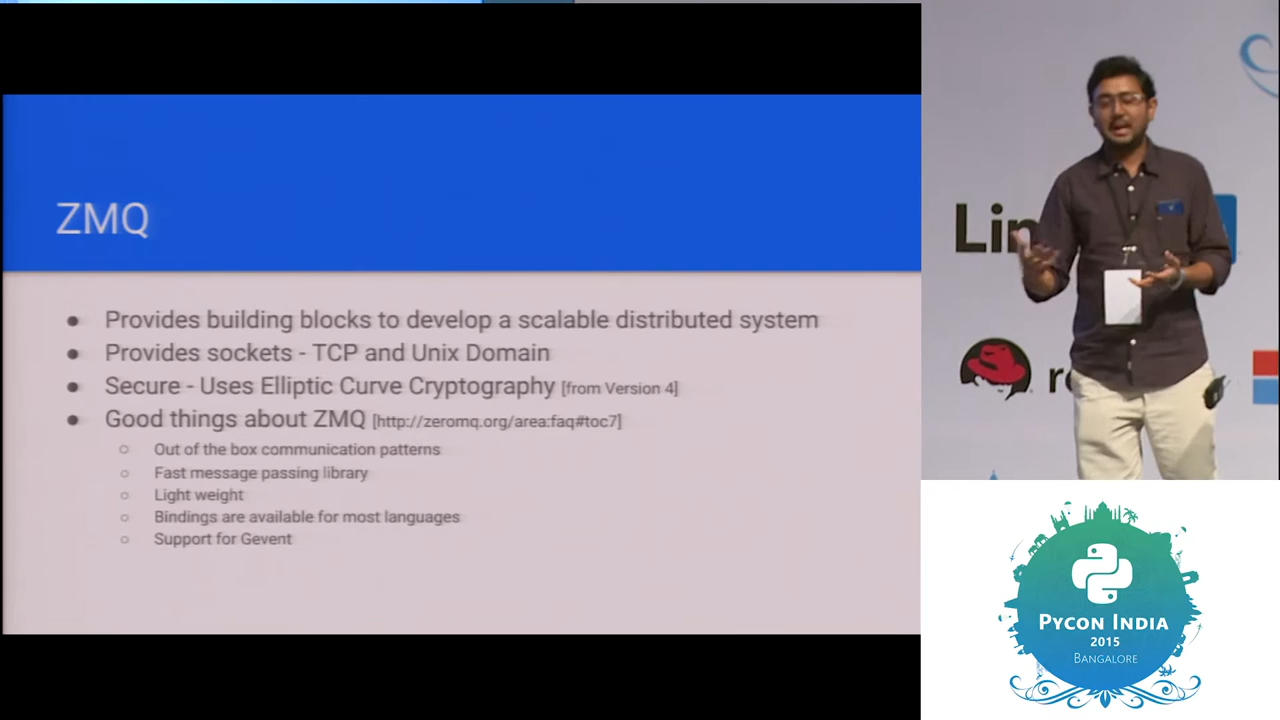 ZMQ
● Provides building blocks to develop a scalable distributed system
● Provides sockets - TCP and Unix Domain
● Secure - Uses Elliptic Curve Cryptography [from Version 4]
● Good things about ZMQ [http://zeromq.org/area:faq#toc7]
○ Out of the box communication patterns
○ Fast message passing library
○ Light weight
○ Bindings are available for most languages
○ Support for Gevent
Lin
re
PYCON INDIA
2015
BANGALORE